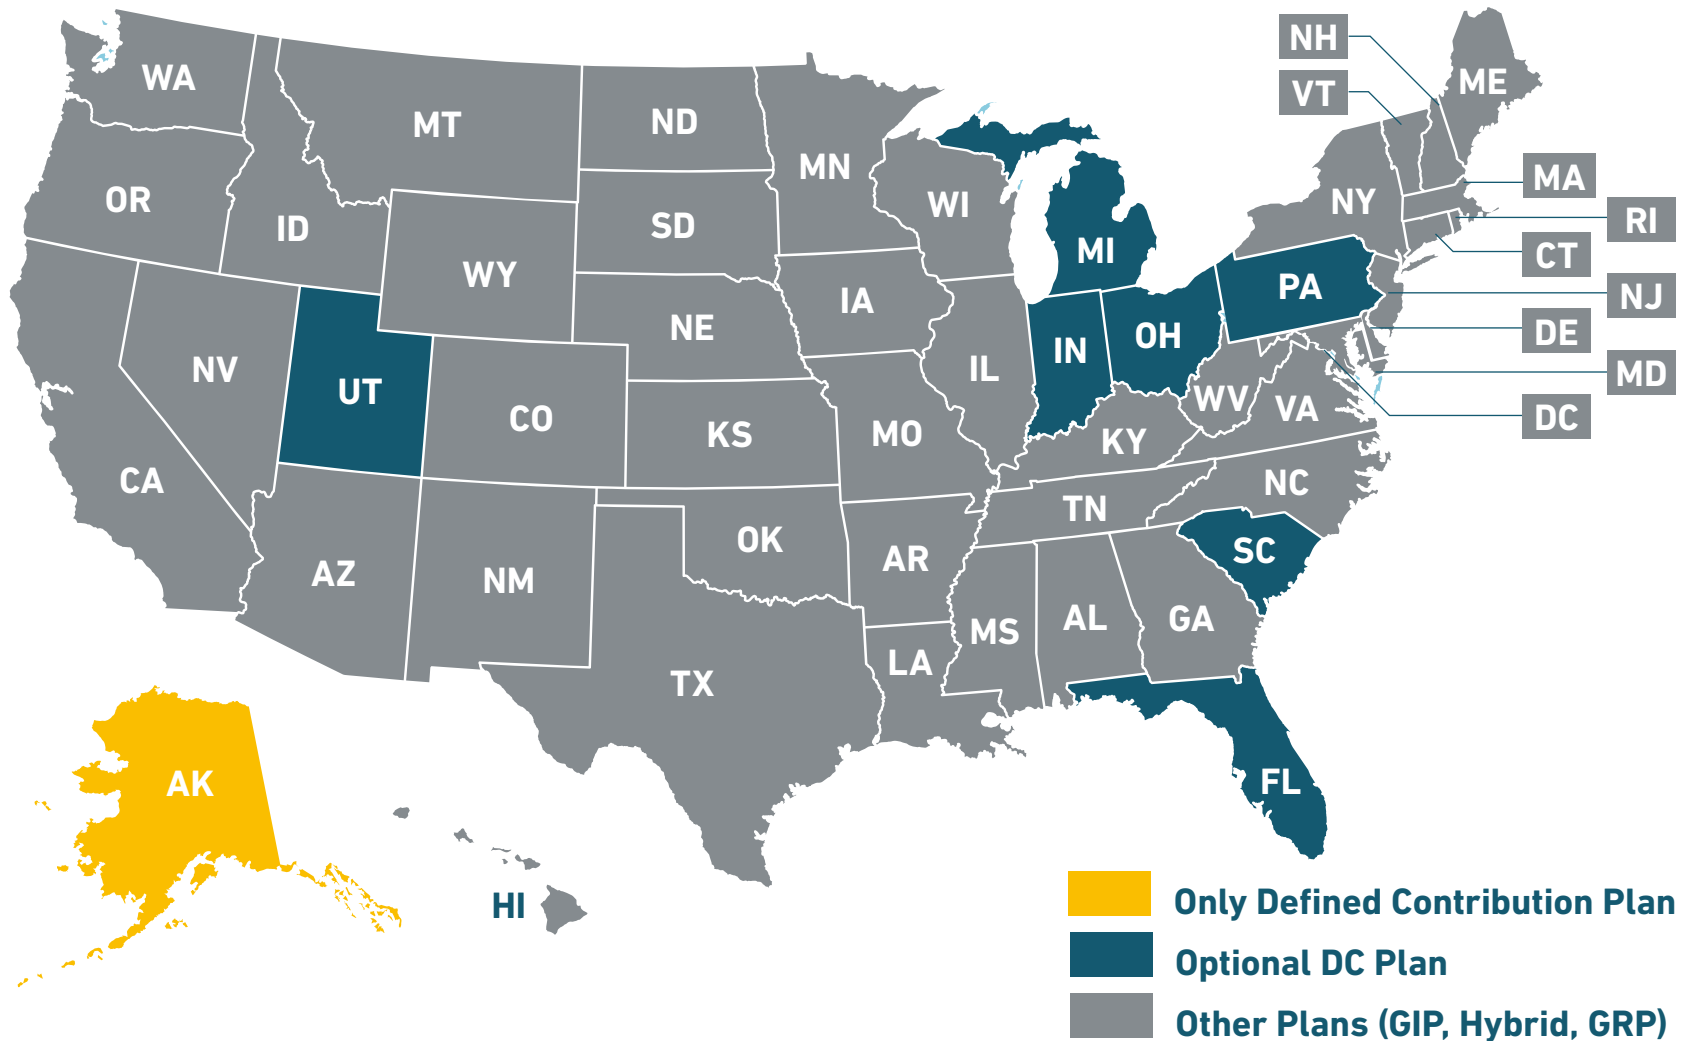 WA
MT
ND
MN
OR
ID
WY
SD
WI
MI
NY
ME
NH
VT
MA
RI
CT
NJ
DE
MD
DC
NV
UT
CO
NE
IA
IL
IN
OH
PA
WV
VA
KY
CA
AZ
NM
KS
MO
OK
AR
TN
NC
SC
MS
AL
GA
LA
TX
FL
AK
HI
Only Defined Contribution Plan
Optional DC Plan
Other Plans (GIP, Hybrid, GRP)